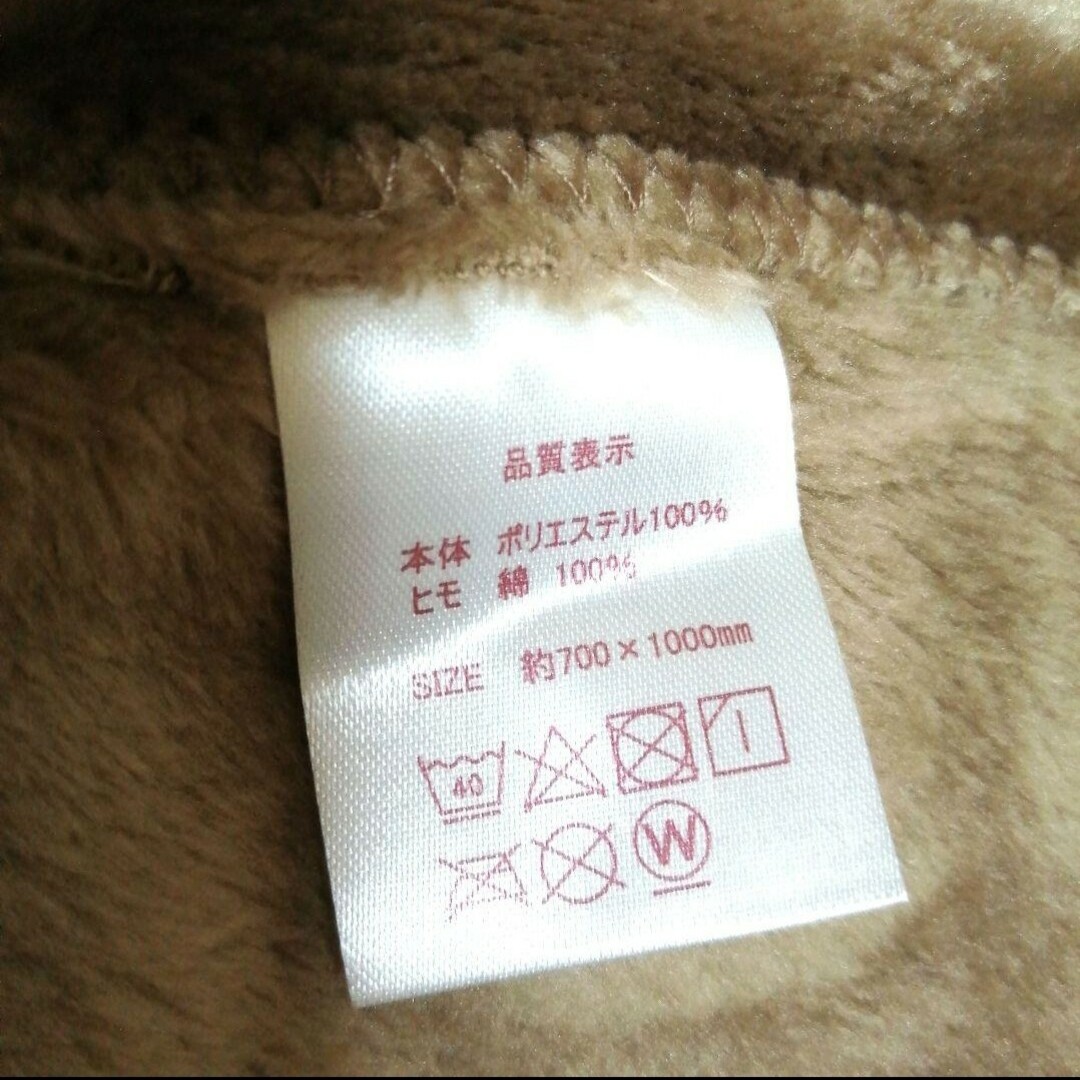 品質表示
本体 ポリエステル100%
ヒモ 綿 100%
SIZE 約700×1000mm
40
W